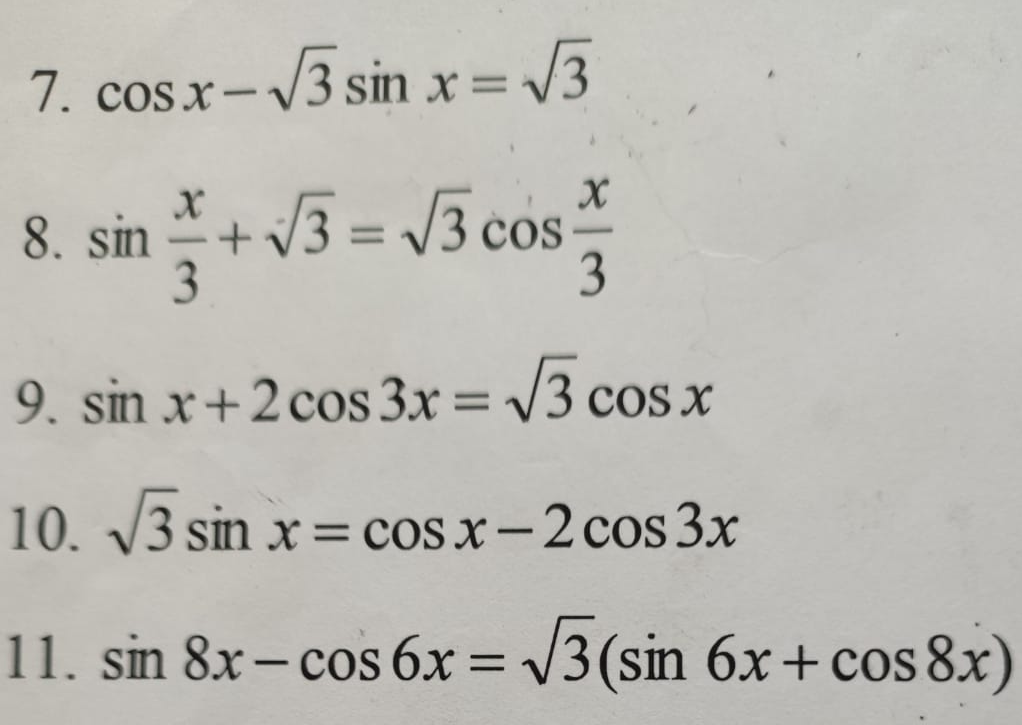 7. cos x − √3 sin x = √3
8. sin x/3 + √3 = √3 cos x/3
9. sin x + 2 cos 3x = √3 cos x
10. √3 sin x = cos x − 2 cos 3x
11. sin 8x − cos 6x = √3(sin 6x + cos 8x)